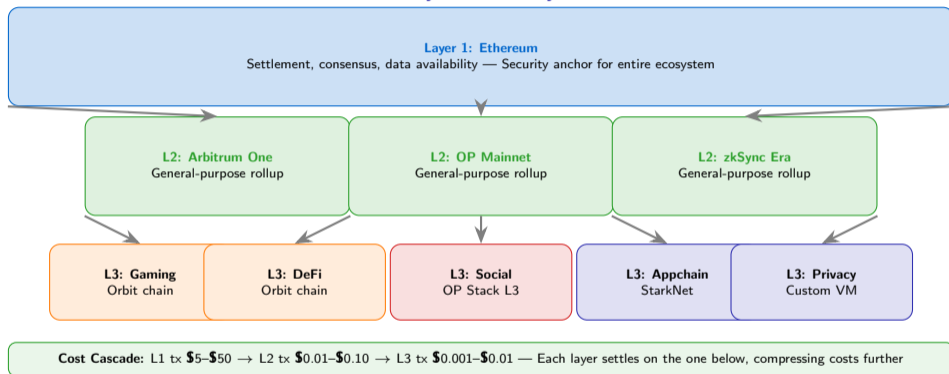 Layer 1: Ethereum
Settlement, consensus, data availability — Security anchor for entire ecosystem
L2: Arbitrum One
General-purpose rollup
L2: OP Mainnet
General-purpose rollup
L2: zkSync Era
General-purpose rollup
L3: Gaming
Orbit chain
L3: DeFi
Orbit chain
L3: Social
OP Stack L3
L3: Appchain
StarkNet
L3: Privacy
Custom VM
Cost Cascade: L1 tx $5–$50 → L2 tx $0.01–$0.10 → L3 tx $0.001–$0.01 — Each layer settles on the one below, compressing costs further